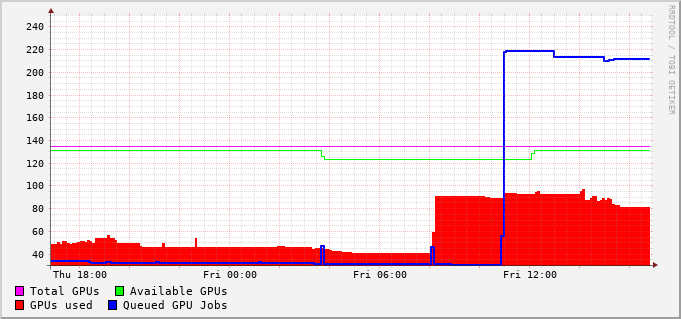 RRDTOOL / TOBI OETIKER
240
220
200
180
160
140
120
100
80
60
40
Thu 18:00 Fri 00:00 Fri 06:00 Fri 12:00
Total GPUs Available GPUs
GPUs used Queued GPU Jobs